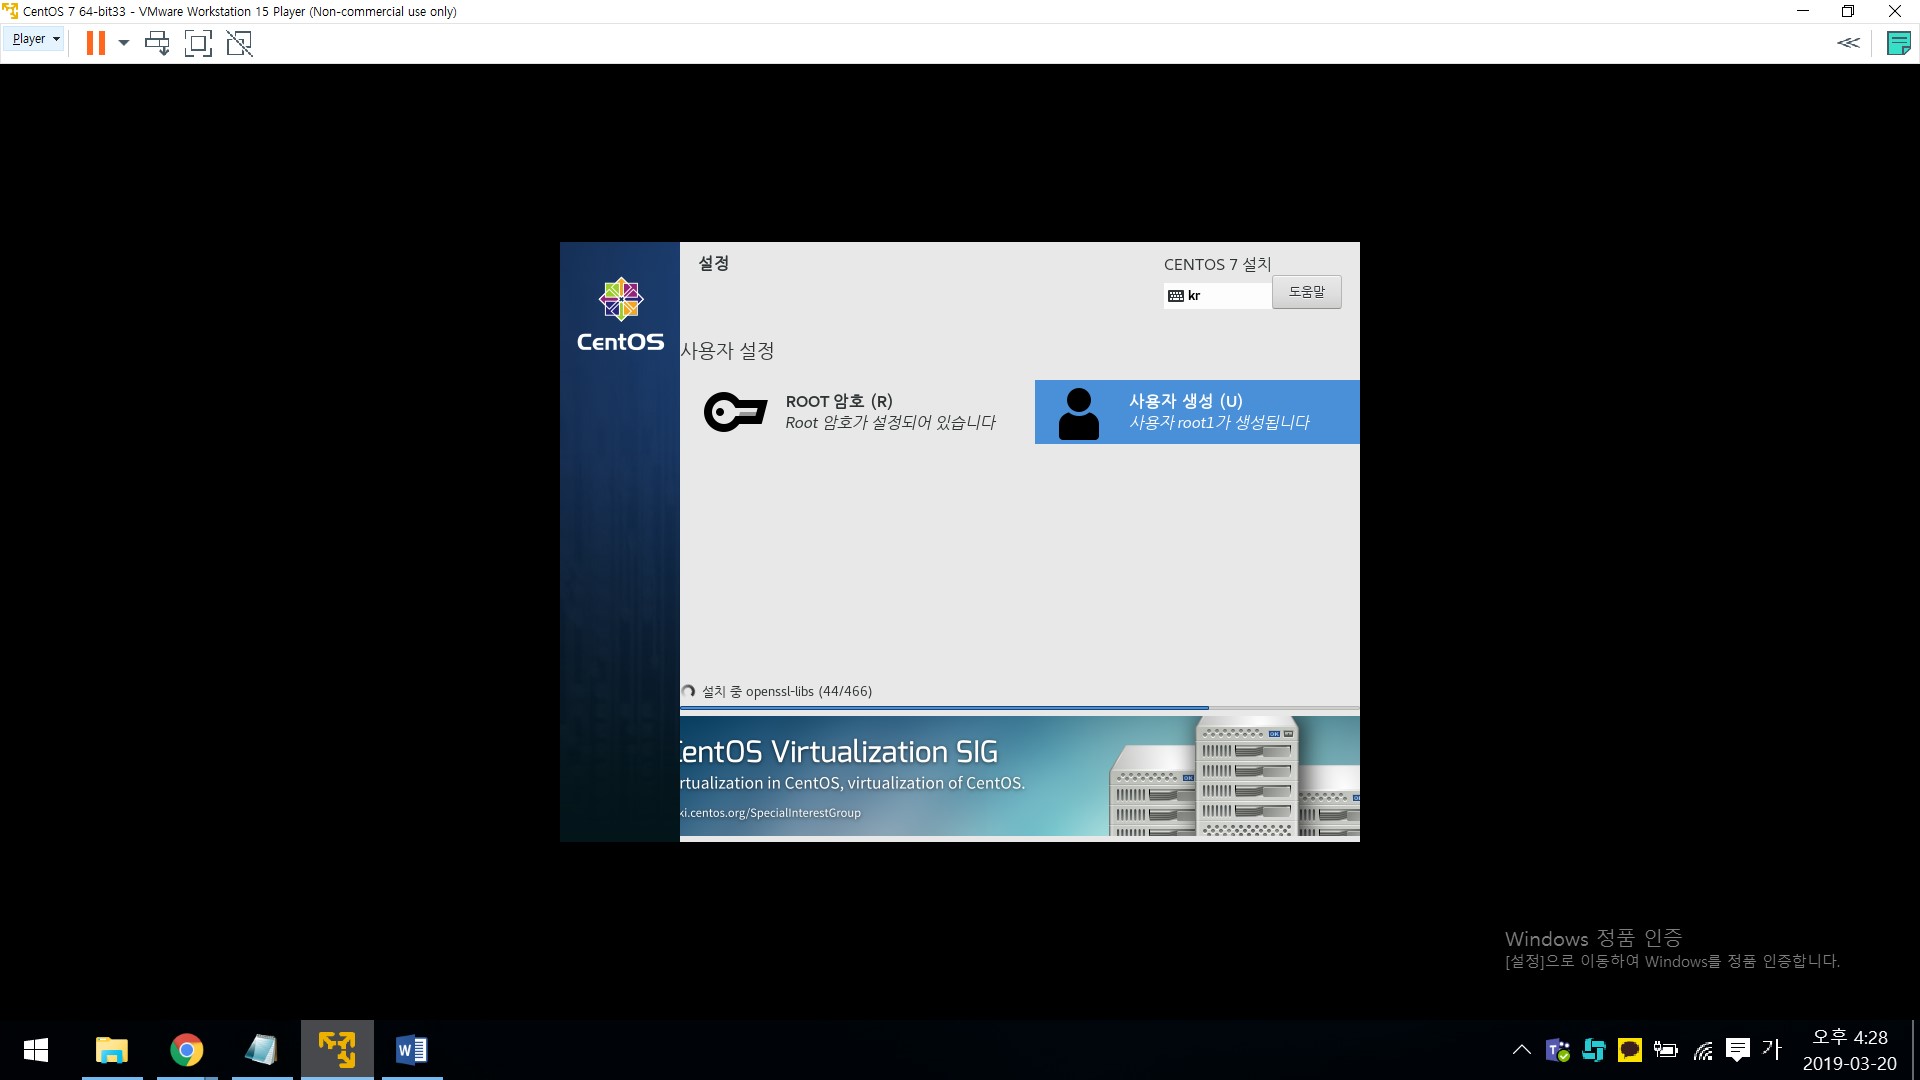 CentOS 7 64-bit33 - VMware Workstation 15 Player (Non-commercial use only)
Player
설정
CENTOS 7 설치
kr
도움말
CentOS
사용자 설정
ROOT 암호 (R)
Root 암호가 설정되어 있습니다
사용자 생성 (U)
사용자 root1가 생성됩니다
설치 중 openssl-libs (44/466)
entOS Virtualization SIG
rtualization in CentOS, virtualization of CentOS.
ki.centos.org/SpecialInterestGroup
Windows 정품 인증
[설정]으로 이동하여 Windows를 정품 인증합니다.
가
오후 4:28
2019-03-20